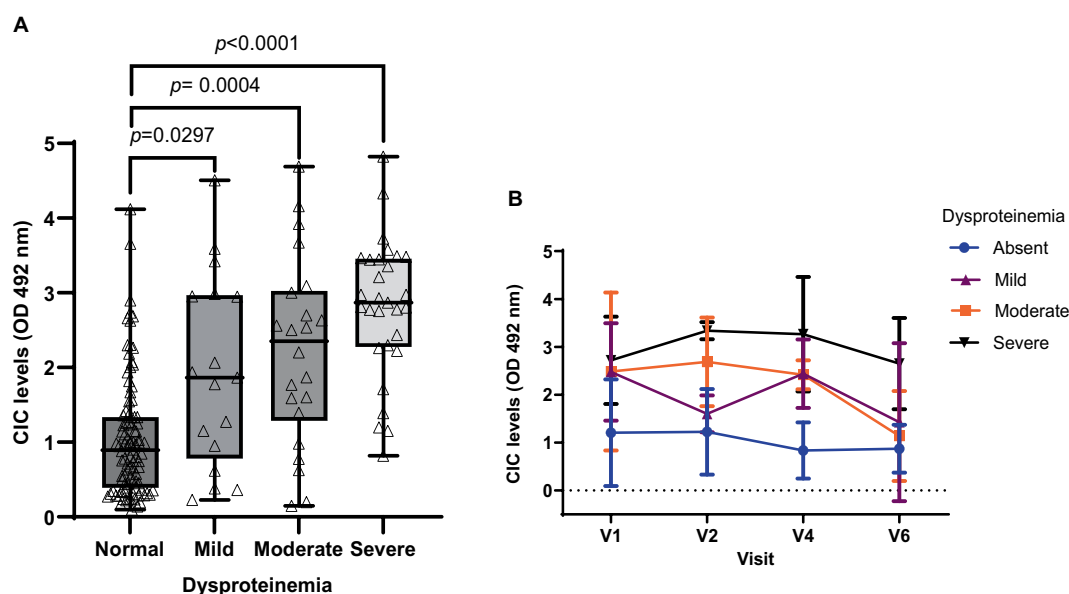 A
p<0.0001
p= 0.0004
p=0.0297
5
4
3
2
1
0
CIC levels (OD 492 nm)
Normal Mild Moderate Severe
Dysproteinemia
B
Dysproteinemia
Absent
Mild
Moderate
Severe
5
4
3
2
1
0
CIC levels (OD 492 nm)
V1 V2 V4 V6
Visit